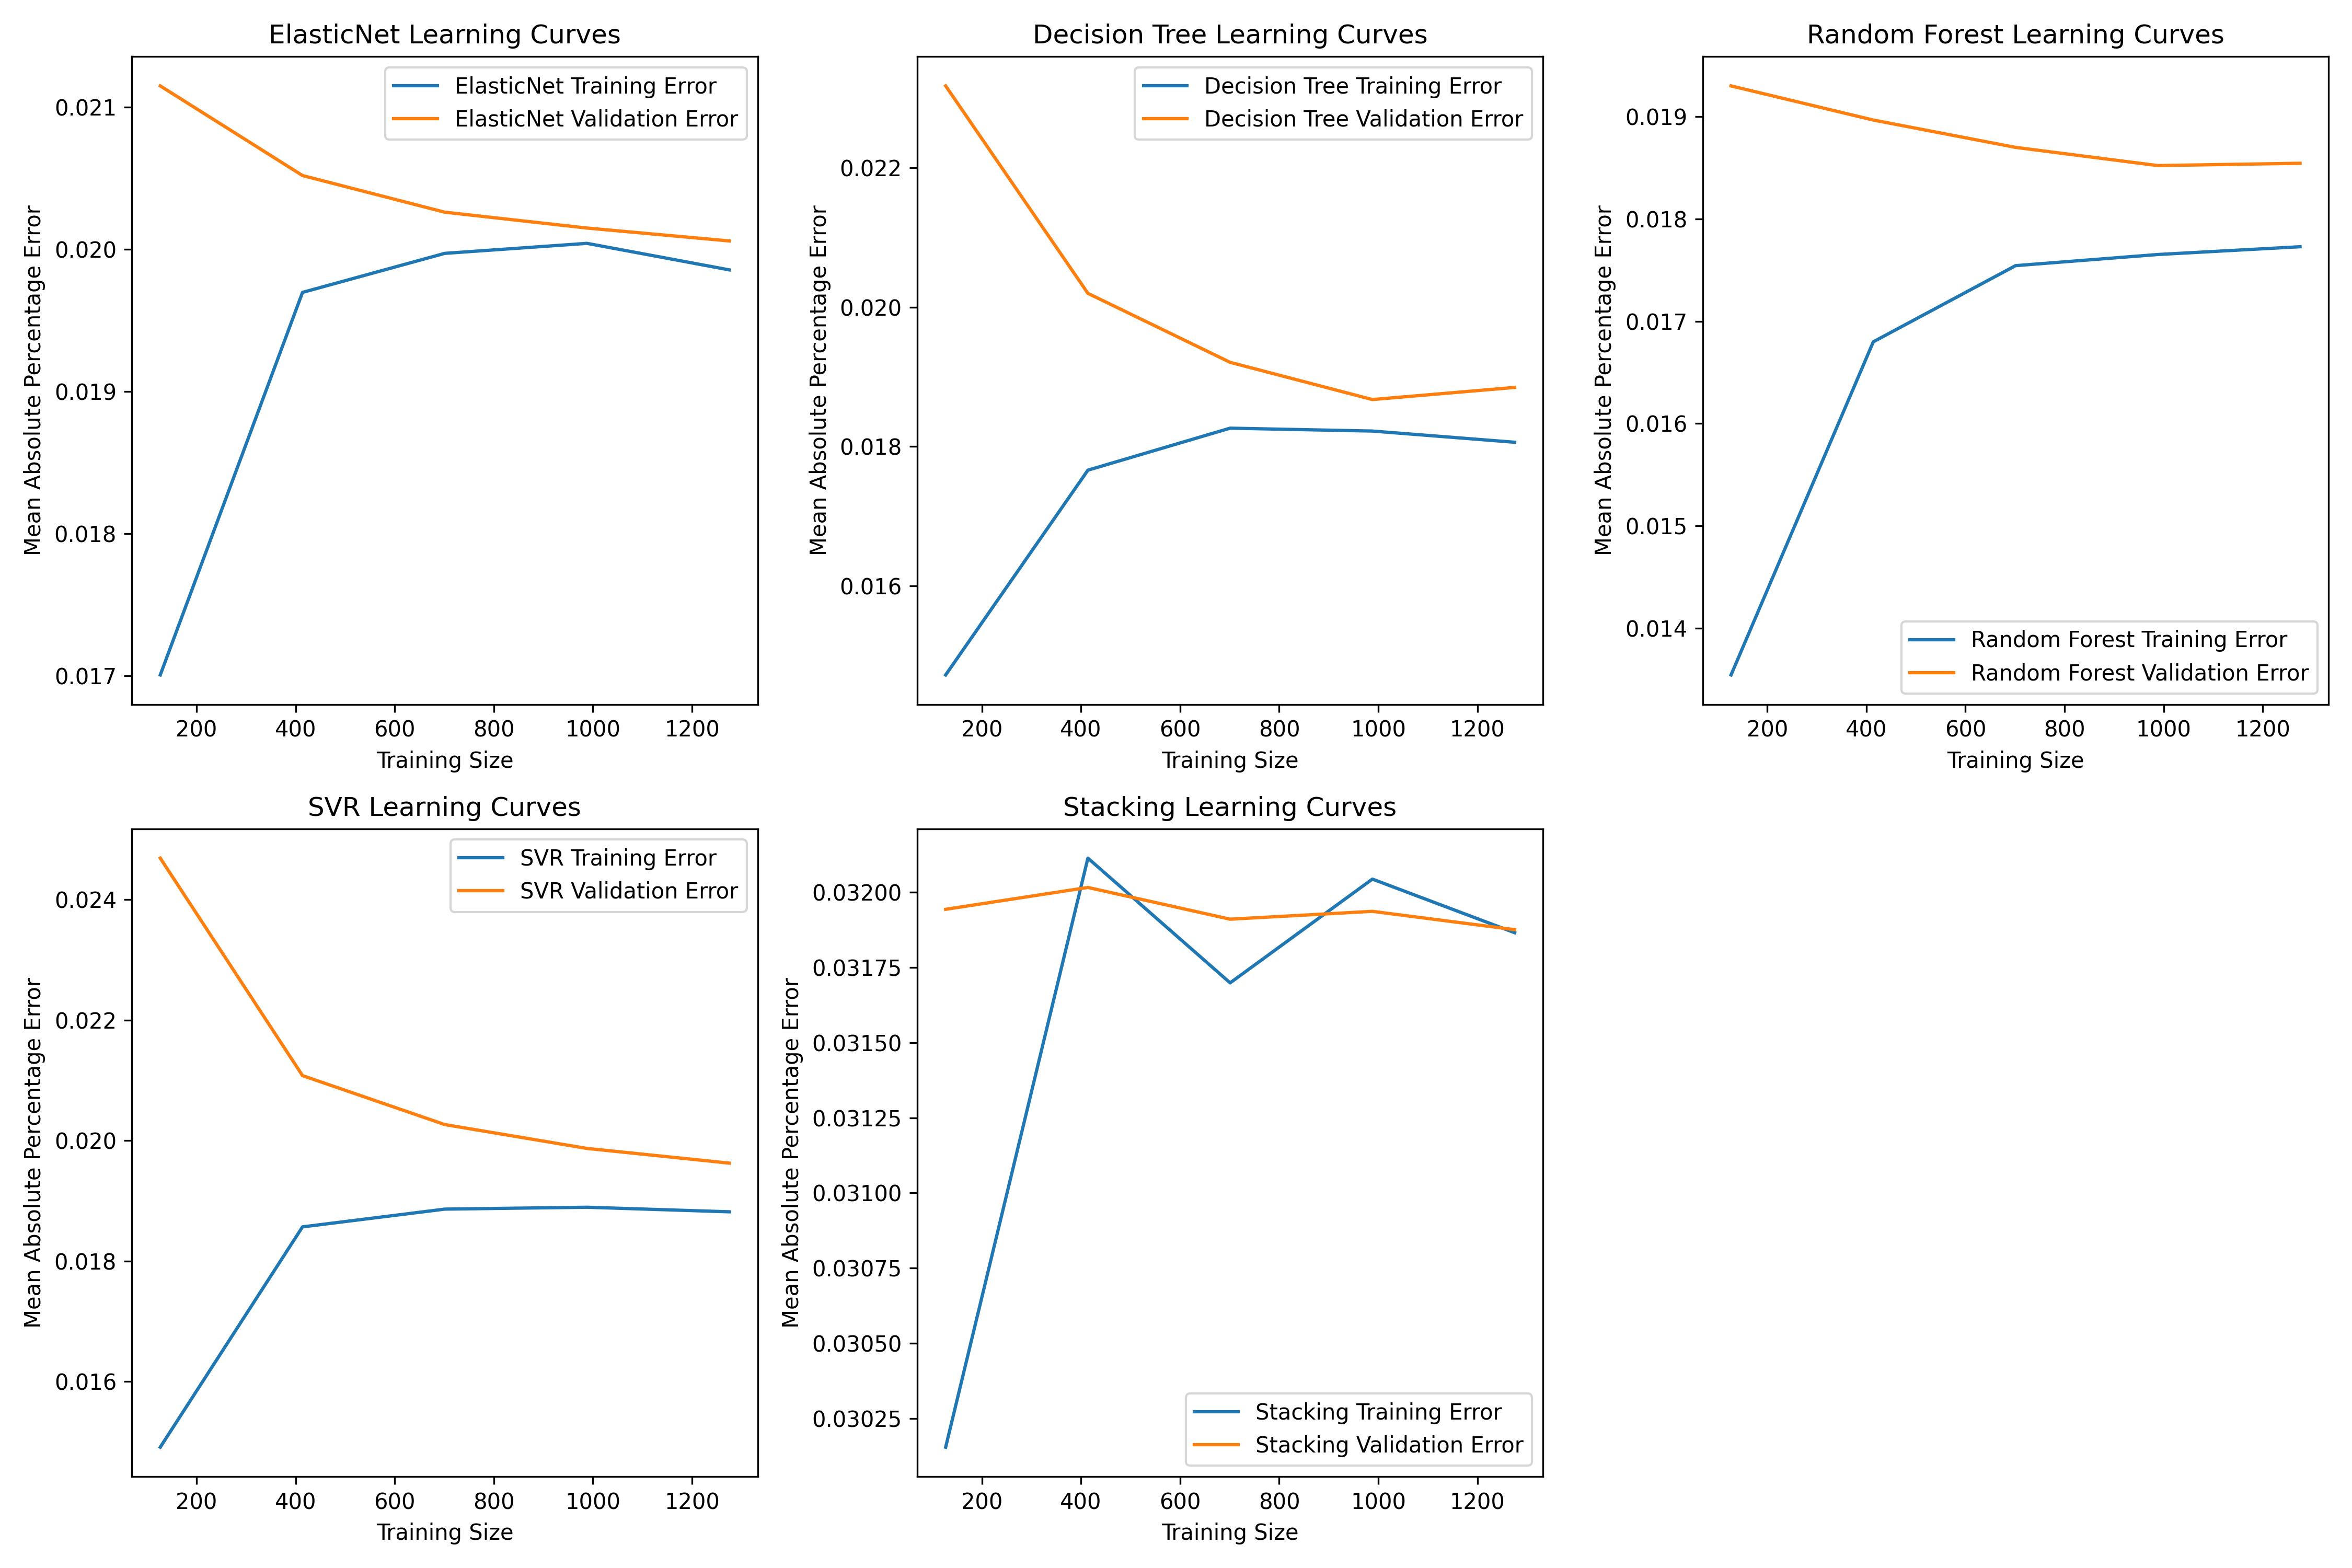 ElasticNet Learning Curves
Mean Absolute Percentage Error
0.021
0.020
0.019
0.018
0.017
ElasticNet Training Error
ElasticNet Validation Error
200 400 600 800 1000 1200
Training Size
Decision Tree Learning Curves
Mean Absolute Percentage Error
0.022
0.020
0.018
0.016
Decision Tree Training Error
Decision Tree Validation Error
200 400 600 800 1000 1200
Training Size
Random Forest Learning Curves
Mean Absolute Percentage Error
0.019
0.018
0.017
0.016
0.015
0.014
Random Forest Training Error
Random Forest Validation Error
200 400 600 800 1000 1200
Training Size
SVR Learning Curves
Mean Absolute Percentage Error
0.024
0.022
0.020
0.018
0.016
SVR Training Error
SVR Validation Error
200 400 600 800 1000 1200
Training Size
Stacking Learning Curves
Mean Absolute Percentage Error
0.03200
0.03175
0.03150
0.03125
0.03100
0.03075
0.03050
0.03025
Stacking Training Error
Stacking Validation Error
200 400 600 800 1000 1200
Training Size